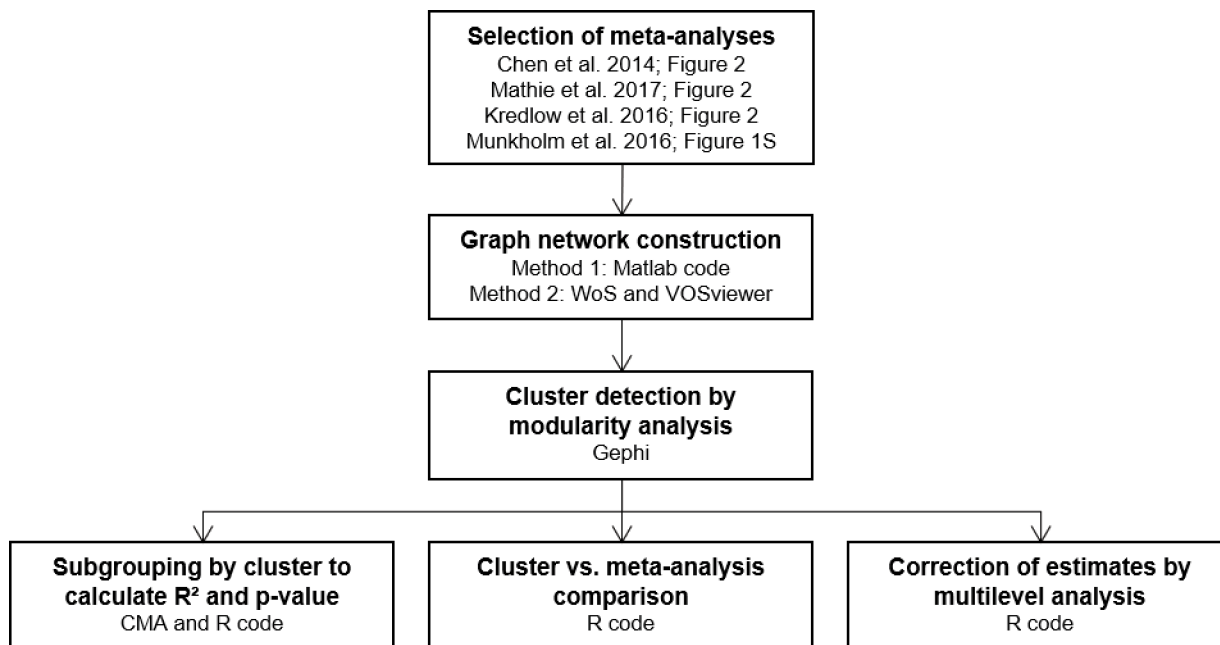 Selection of meta-analyses
Chen et al. 2014; Figure 2
Mathie et al. 2017; Figure 2
Kredlow et al. 2016; Figure 2
Munkholm et al. 2016; Figure 1S
Graph network construction
Method 1: Matlab code
Method 2: WoS and VOSviewer
Cluster detection by
modularity analysis
Gephi
Subgrouping by cluster to
calculate R² and p-value
CMA and R code
Cluster vs. meta-analysis
comparison
R code
Correction of estimates by
multilevel analysis
R code